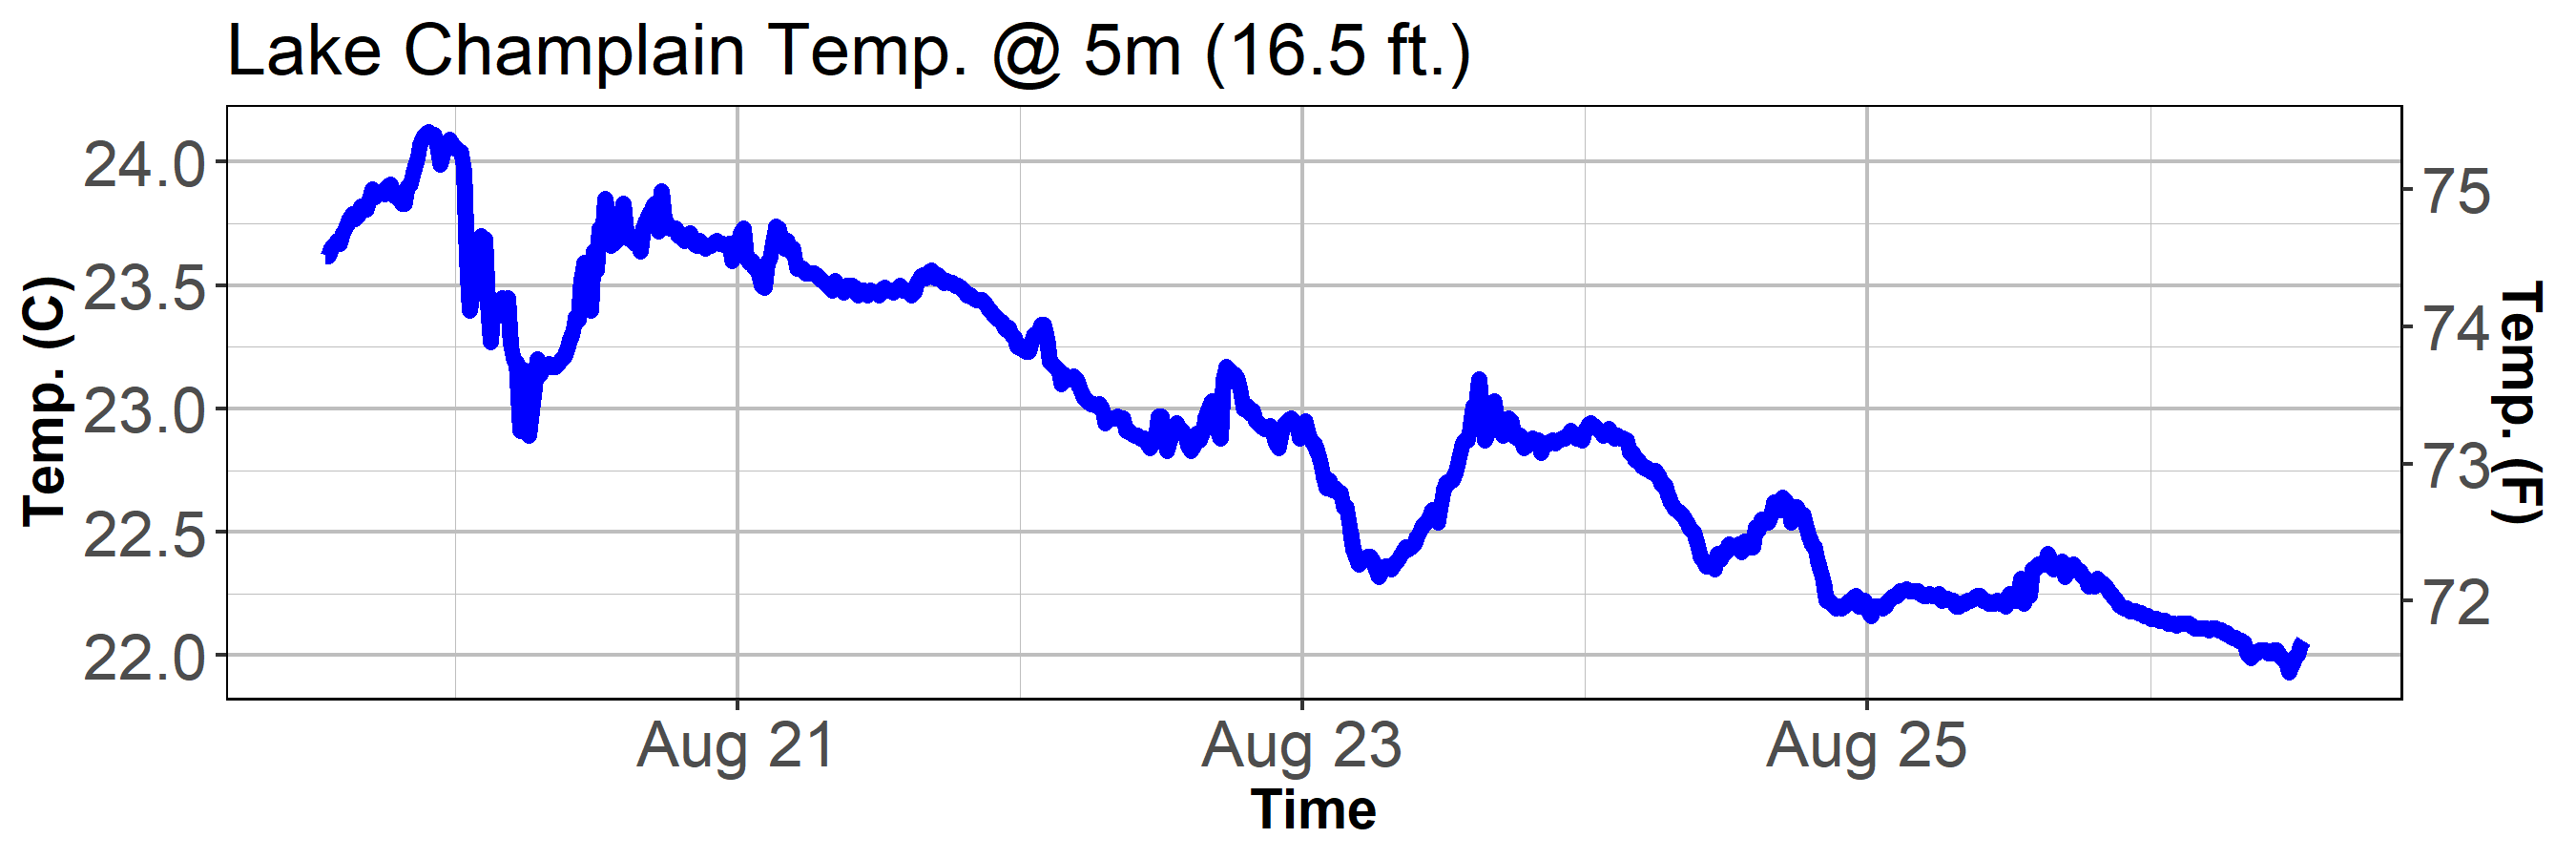 Lake Champlain Temp. @ 5m (16.5 ft.)
Temp. (C)
24.0
23.5
23.0
22.5
22.0
75
74
73
72
Temp. (F)
Aug 21
Aug 23
Aug 25
Time